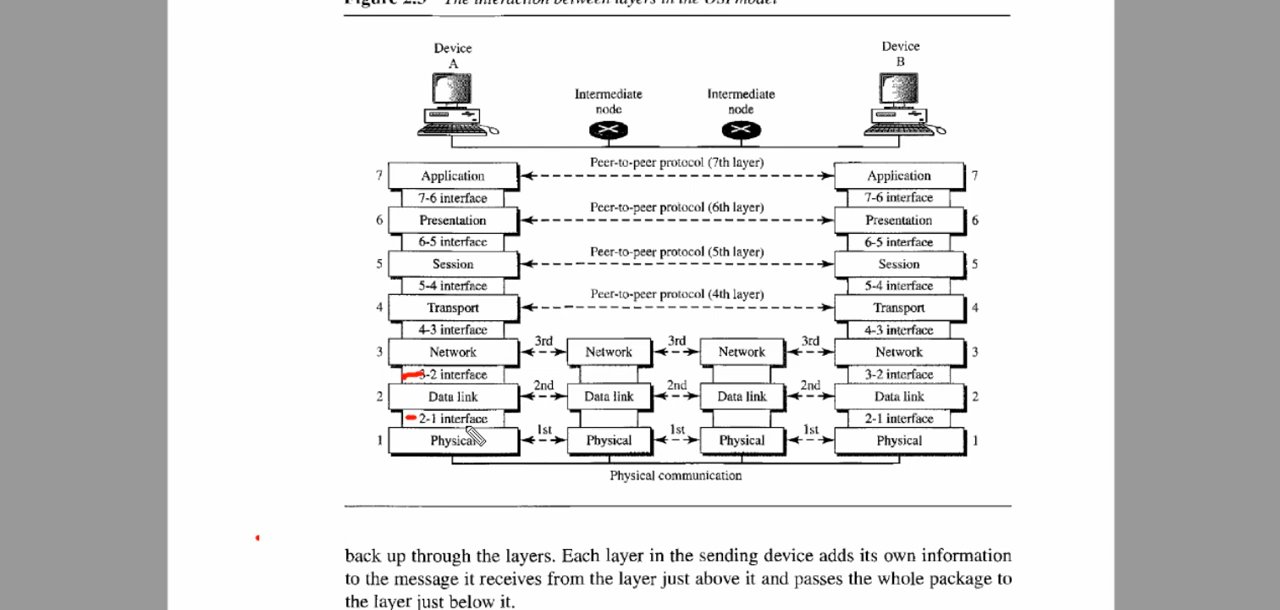 Figure 2.3 The interaction between layers in the OSI model
Device
A
Device
B
Intermediate
node
Intermediate
node
Peer-to-peer protocol (7th layer)
7 Application
Application 7
7-6 interface
7-6 interface
Peer-to-peer protocol (6th layer)
6 Presentation
Presentation 6
6-5 interface
6-5 interface
Peer-to-peer protocol (5th layer)
5 Session
Session 5
5-4 interface
5-4 interface
Peer-to-peer protocol (4th layer)
4 Transport
Transport 4
4-3 interface
4-3 interface
3rd 3rd 3rd
3 Network Network Network Network 3
3-2 interface
3-2 interface
2nd 2nd 2nd
2 Data link Data link Data link Data link 2
2-1 interface
2-1 interface
1st 1st 1st
1 Physical Physical Physical Physical 1
Physical communication
back up through the layers. Each layer in the sending device adds its own information
to the message it receives from the layer just above it and passes the whole package to
the layer just below it.